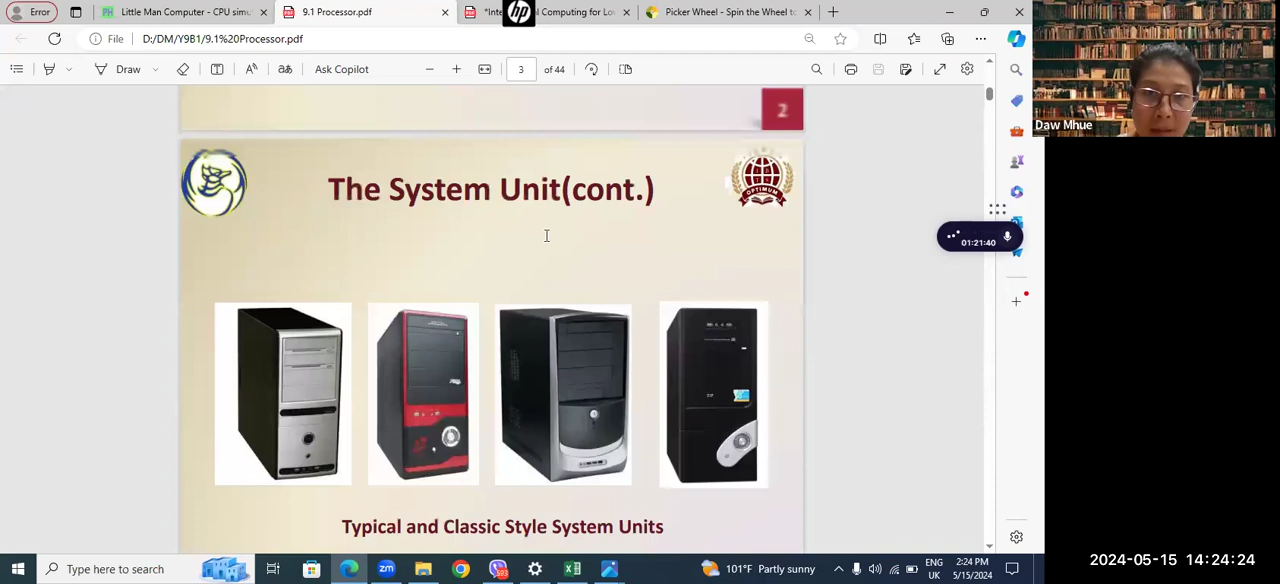 Error
Little Man Computer - CPU simu
9.1 Processor.pdf
*Inte
l Computing for Lo
Picker Wheel - Spin the Wheel to
File
D:/DM/Y9B1/9.1%20Processor.pdf
Draw
Ask Copilot
3
of 44
2
Daw Mhue
The System Unit(cont.)
OPTIMUM
01:21:40
Typical and Classic Style System Units
Type here to search
101°F Partly sunny
ENG
UK
2:24 PM
5/15/2024
2024-05-15 14:24:24